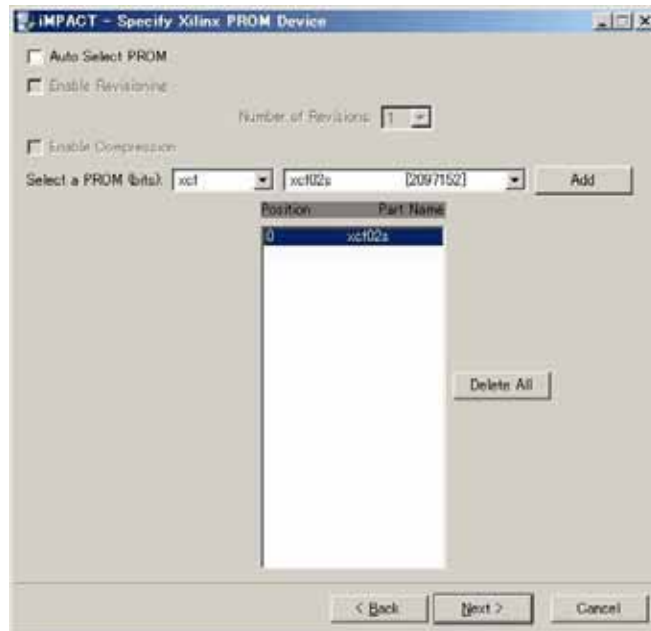 iMPACT - Specify Xilinx PROM Device
Auto Select PROM
Enable Revisioning
Number of Revisions: 1
Enable Compression
Select a PROM (bits): xcf xcf02s [2097152] Add
Position Part Name
0 xcf02s
Delete All
< Back Next > Cancel